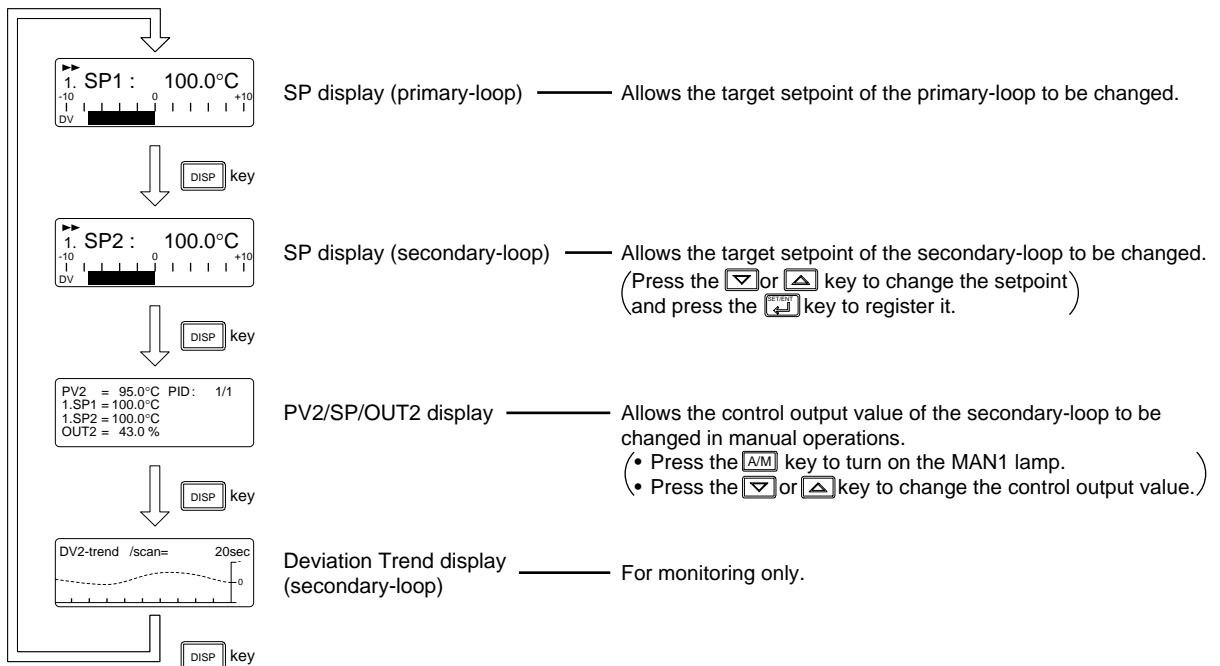 ►►
1. SP1 : 100.0°C
-10 0 +10
DV
SP display (primary-loop)
Allows the target setpoint of the primary-loop to be changed.
DISP key
►►
1. SP2 : 100.0°C
-10 0 +10
DV
SP display (secondary-loop)
Allows the target setpoint of the secondary-loop to be changed.
(Press the ▽ or △ key to change the setpoint
and press the SET/ENT key to register it.)
DISP key
PV2 = 95.0°C PID: 1/1
1.SP1 = 100.0°C
1.SP2 = 100.0°C
OUT2 = 43.0 %
PV2/SP/OUT2 display
Allows the control output value of the secondary-loop to be
changed in manual operations.
(• Press the A/M key to turn on the MAN1 lamp.
• Press the ▽ or △ key to change the control output value.)
DISP key
DV2-trend /scan= 20sec
0
Deviation Trend display
(secondary-loop)
For monitoring only.
DISP key